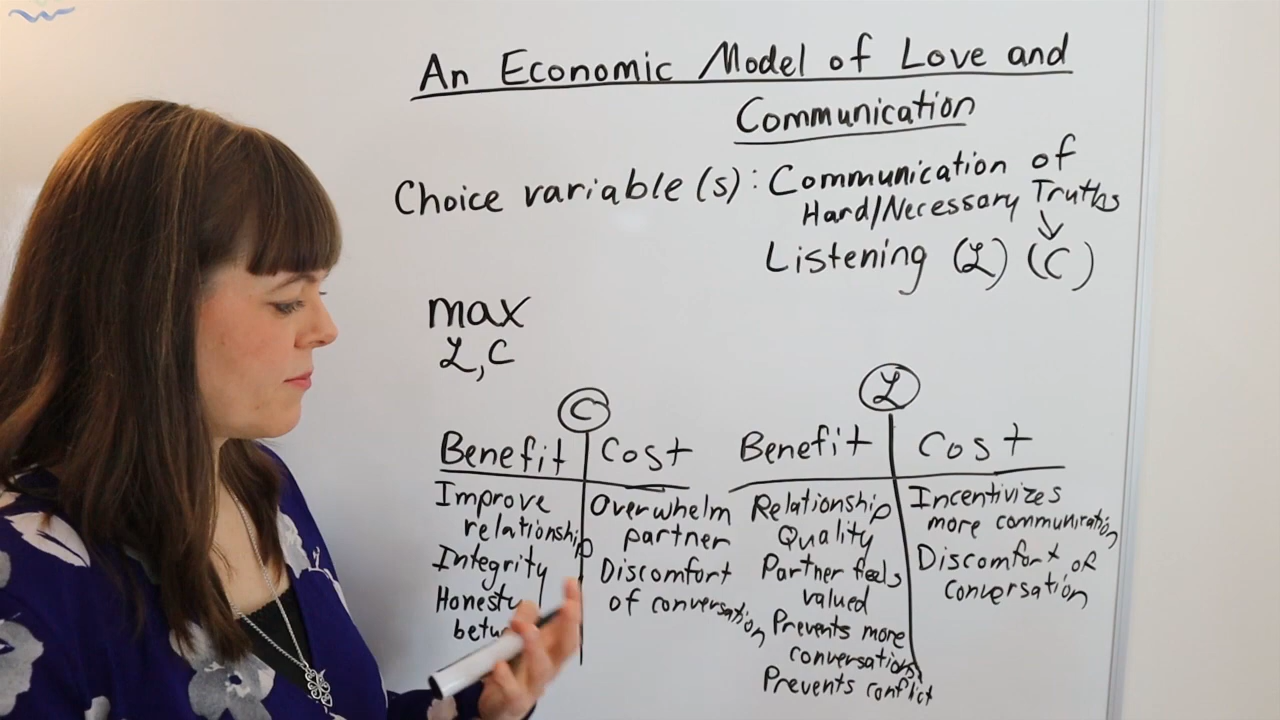 An Economic Model of Love and
Communication
Choice variable(s): Communication of
Hard/Necessary Truths
Listening (L) (C)
max
L,C
C
Benefit Cost
Improve
relationship
Integrity
Honesty
Overwhelm
partner
Discomfort
of conversation
L
Benefit Cost
Relationship
Quality
Partner feels
valued
Prevents more
conversations
Prevents conflict
Incentivizes
more communication
Discomfort of
conversation